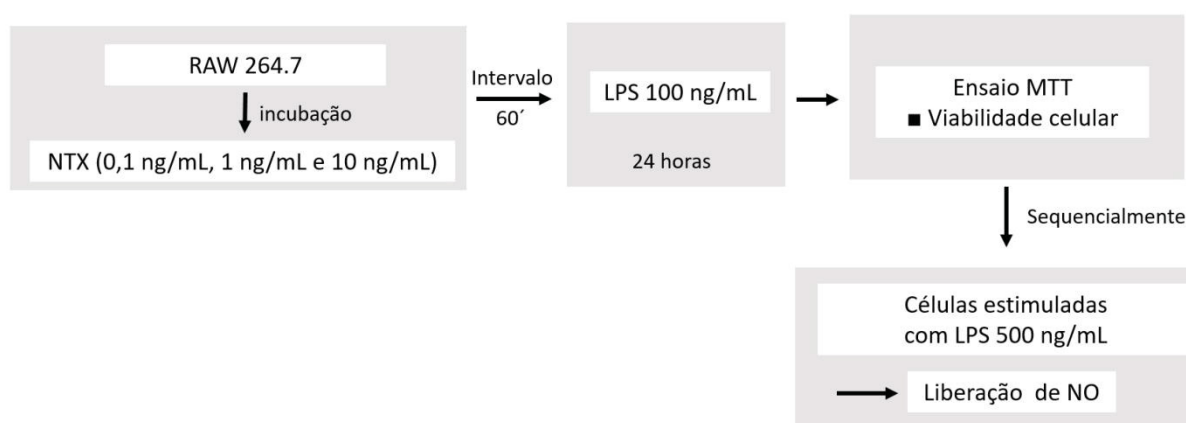 RAW 264.7
incubação
NTX (0,1 ng/mL, 1 ng/mL e 10 ng/mL)
Intervalo
60´
LPS 100 ng/mL
24 horas
Ensaio MTT
■ Viabilidade celular
Sequencialmente
Células estimuladas
com LPS 500 ng/mL
Liberação de NO